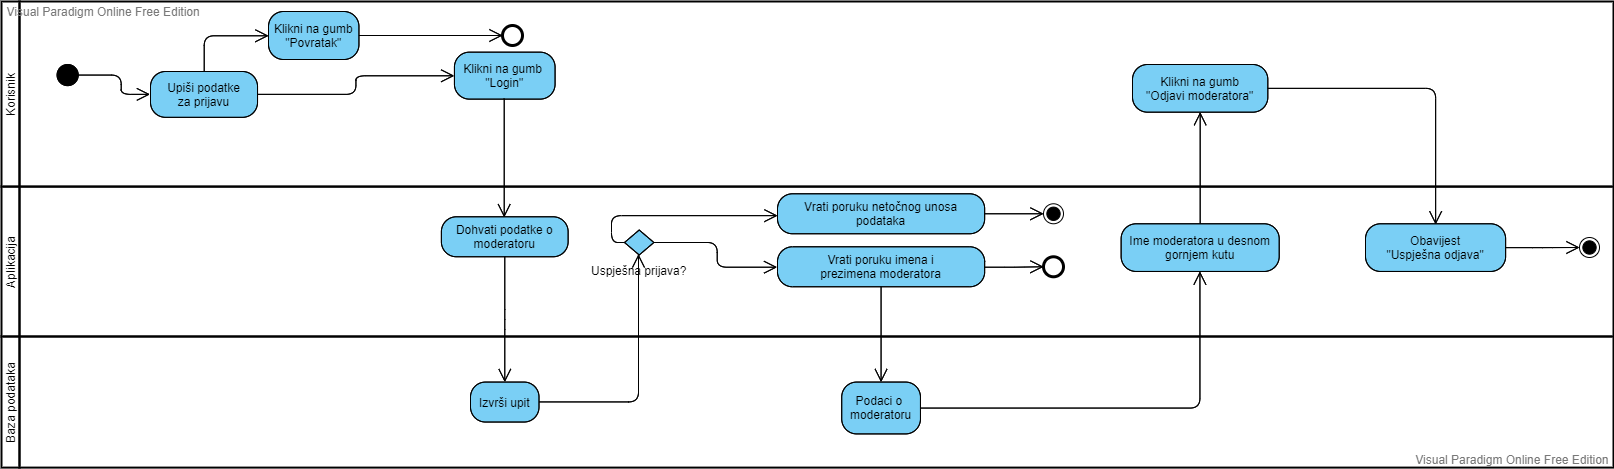 Visual Paradigm Online Free Edition
Korisnik
Klikni na gumb
"Povratak"
Upiši podatke
za prijavu
Klikni na gumb
"Login"
Klikni na gumb
"Odjavi moderatora"
Aplikacija
Dohvati podatke o
moderatoru
Uspješna prijava?
Vrati poruku netočnog unosa
podataka
Vrati poruku imena i
prezimena moderatora
Ime moderatora u desnom
gornjem kutu
Obavijest
"Uspješna odjava"
Baza podataka
Izvrši upit
Podaci o
moderatoru
Visual Paradigm Online Free Edition